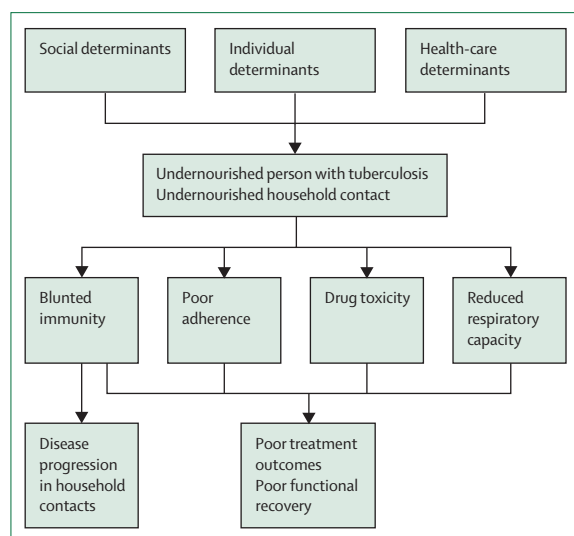 Social determinants
Individual
determinants
Health-care
determinants
Undernourished person with tuberculosis
Undernourished household contact
Blunted
immunity
Poor
adherence
Drug toxicity
Reduced
respiratory
capacity
Disease
progression
in household
contacts
Poor treatment
outcomes
Poor functional
recovery